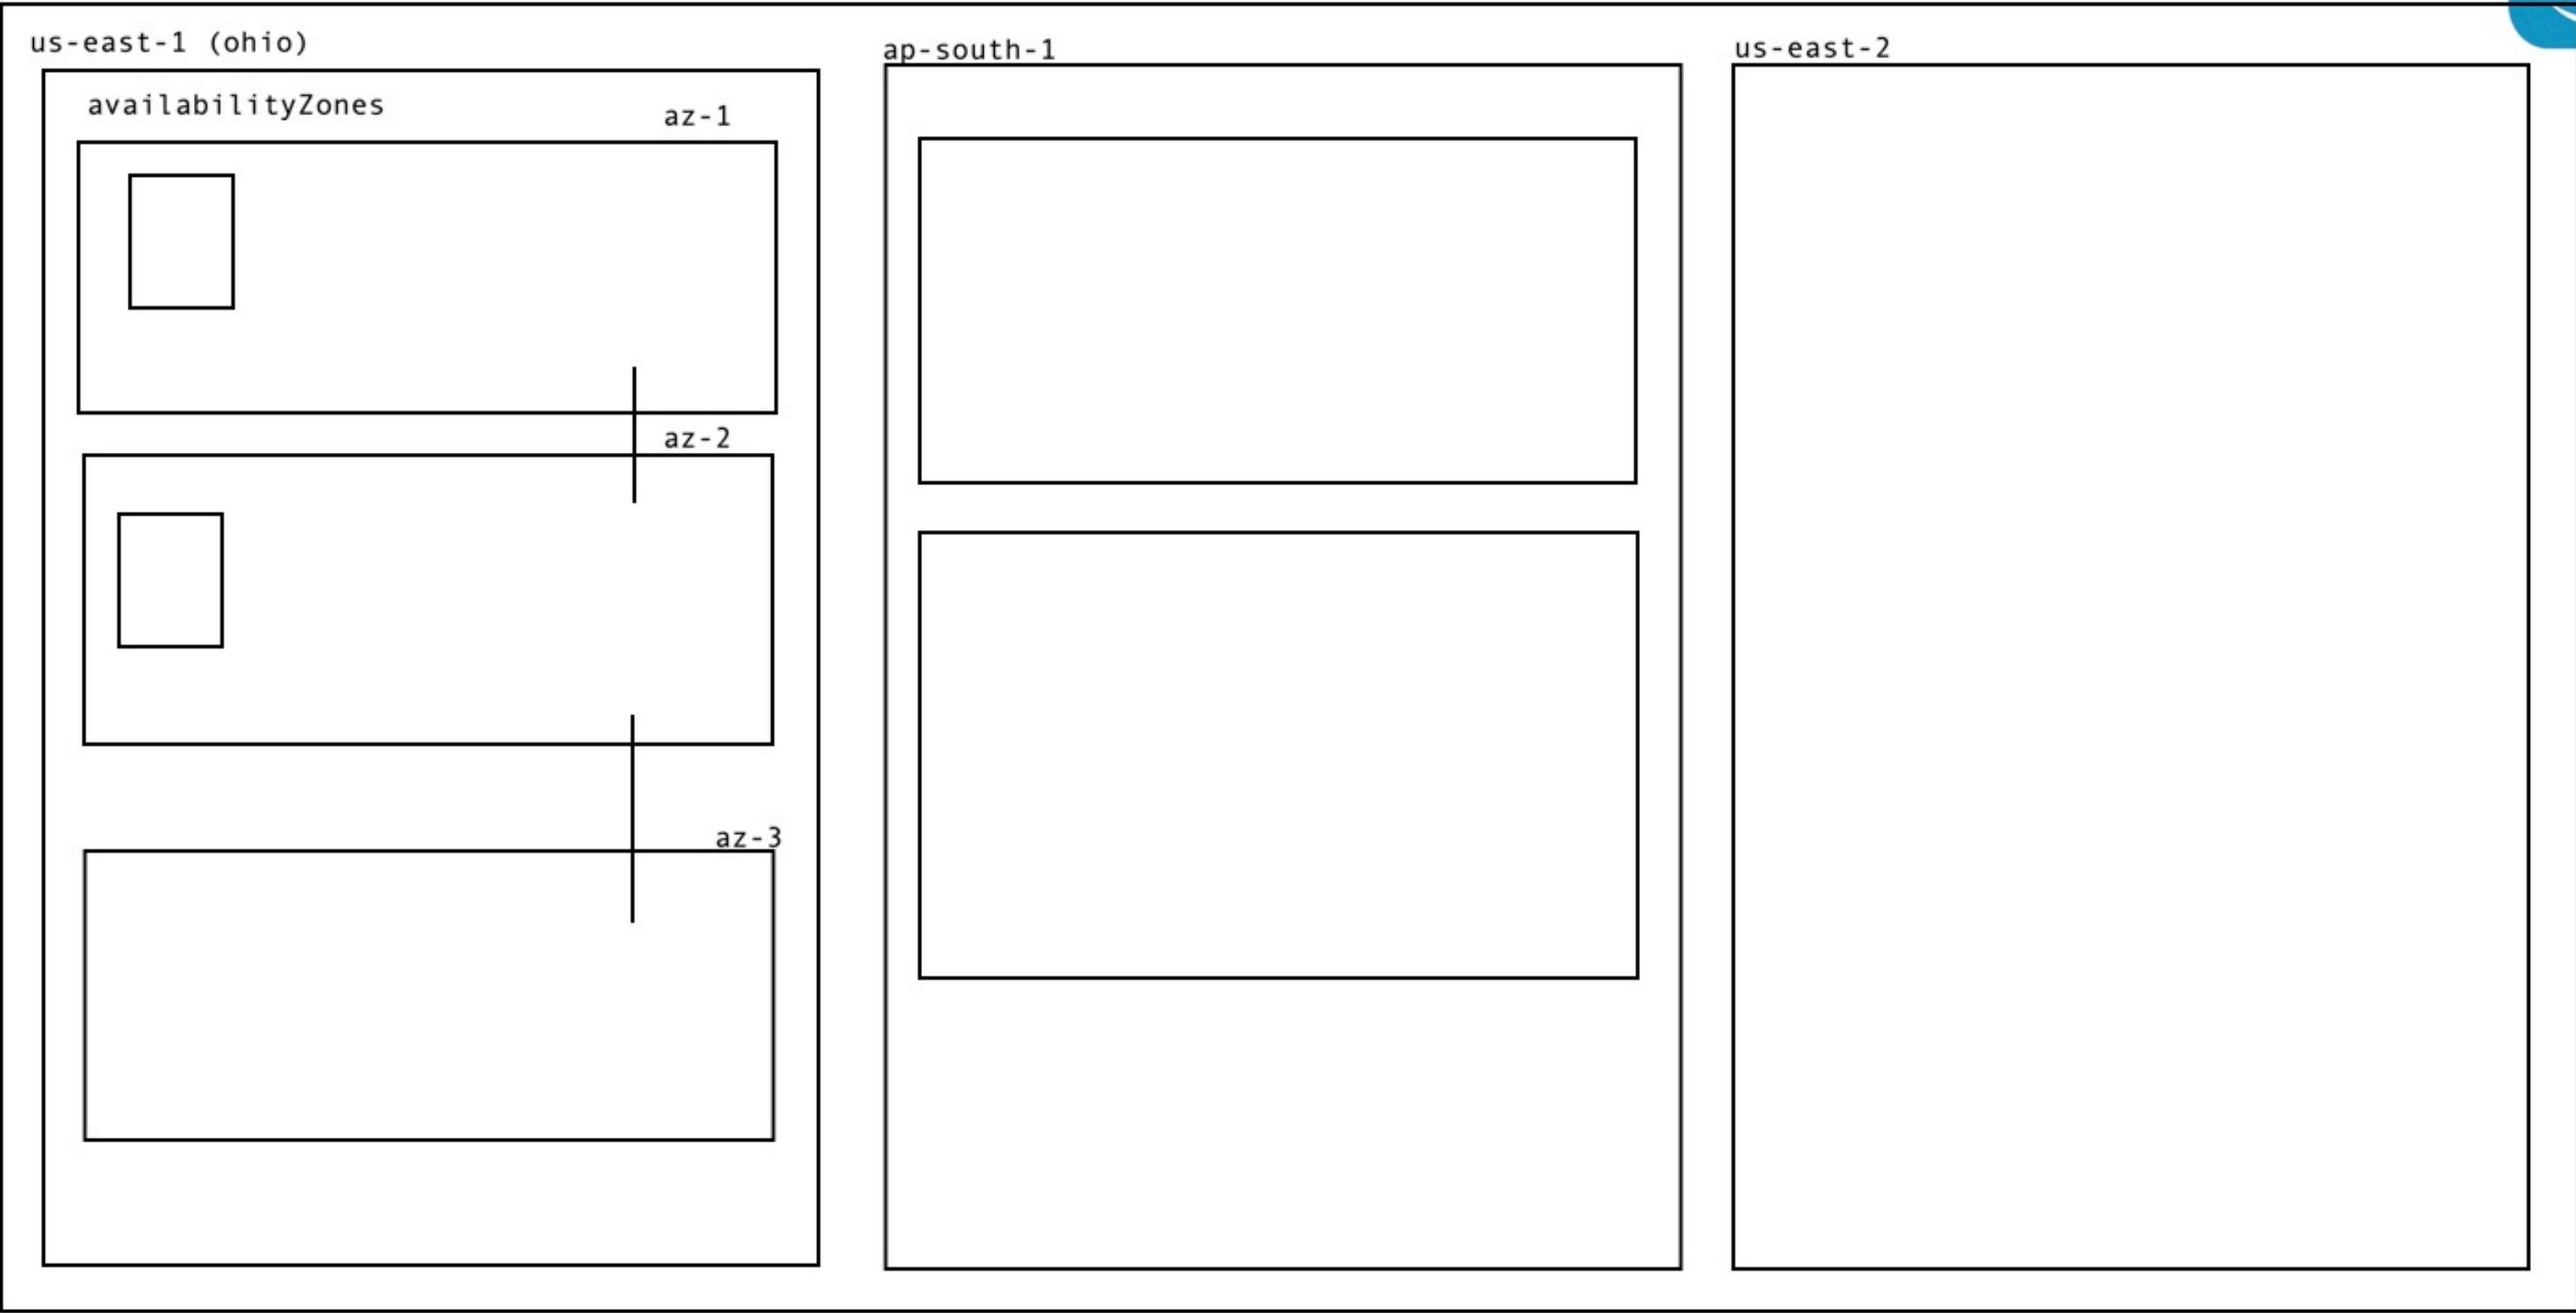 us-east-1 (ohio)
availabilityZones
az-1
az-2
az-3
ap-south-1
us-east-2